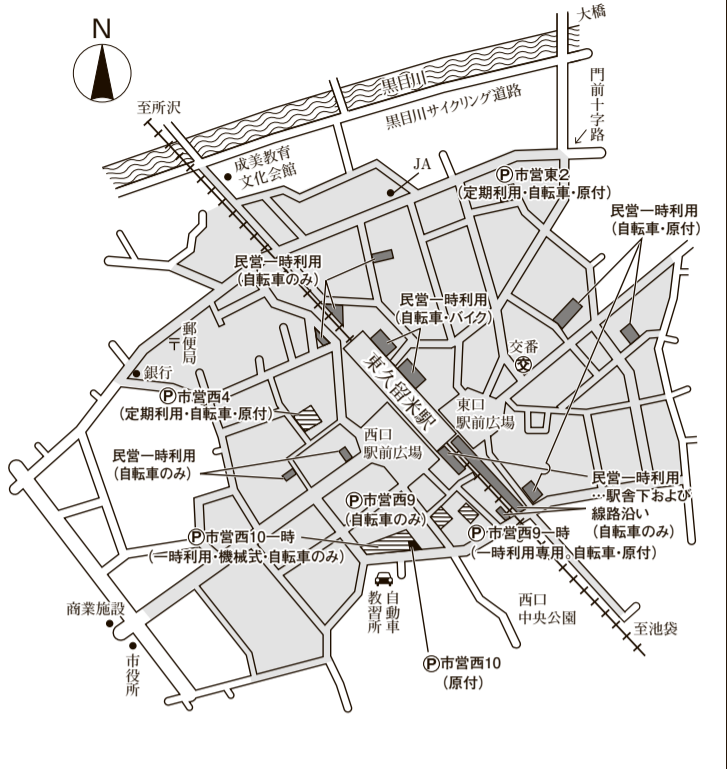 N
大橋
黒目川
黒目川サイクリング道路
門前十字路
至所沢
成美教育
文化会館
JA
Ⓟ市営東2
(定期利用・自転車・原付)
民営一時利用
(自転車・原付)
民営一時利用
(自転車のみ)
民営一時利用
(自転車・バイク)
〒郵便局
交番
銀行
東久留米駅
Ⓟ市営西4
(定期利用・自転車・原付)
東口
駅前広場
西口
駅前広場
民営一時利用
(自転車のみ)
民営一時利用
…駅舎下および
線路沿い
(自転車のみ)
Ⓟ市営西9
(自転車のみ)
Ⓟ市営西10一時
(一時利用・機械式・自転車のみ)
Ⓟ市営西9一時
(一時利用専用。自転車・原付)
自動車
教習所
西口
中央公園
商業施設
至池袋
市役所
Ⓟ市営西10
(原付)